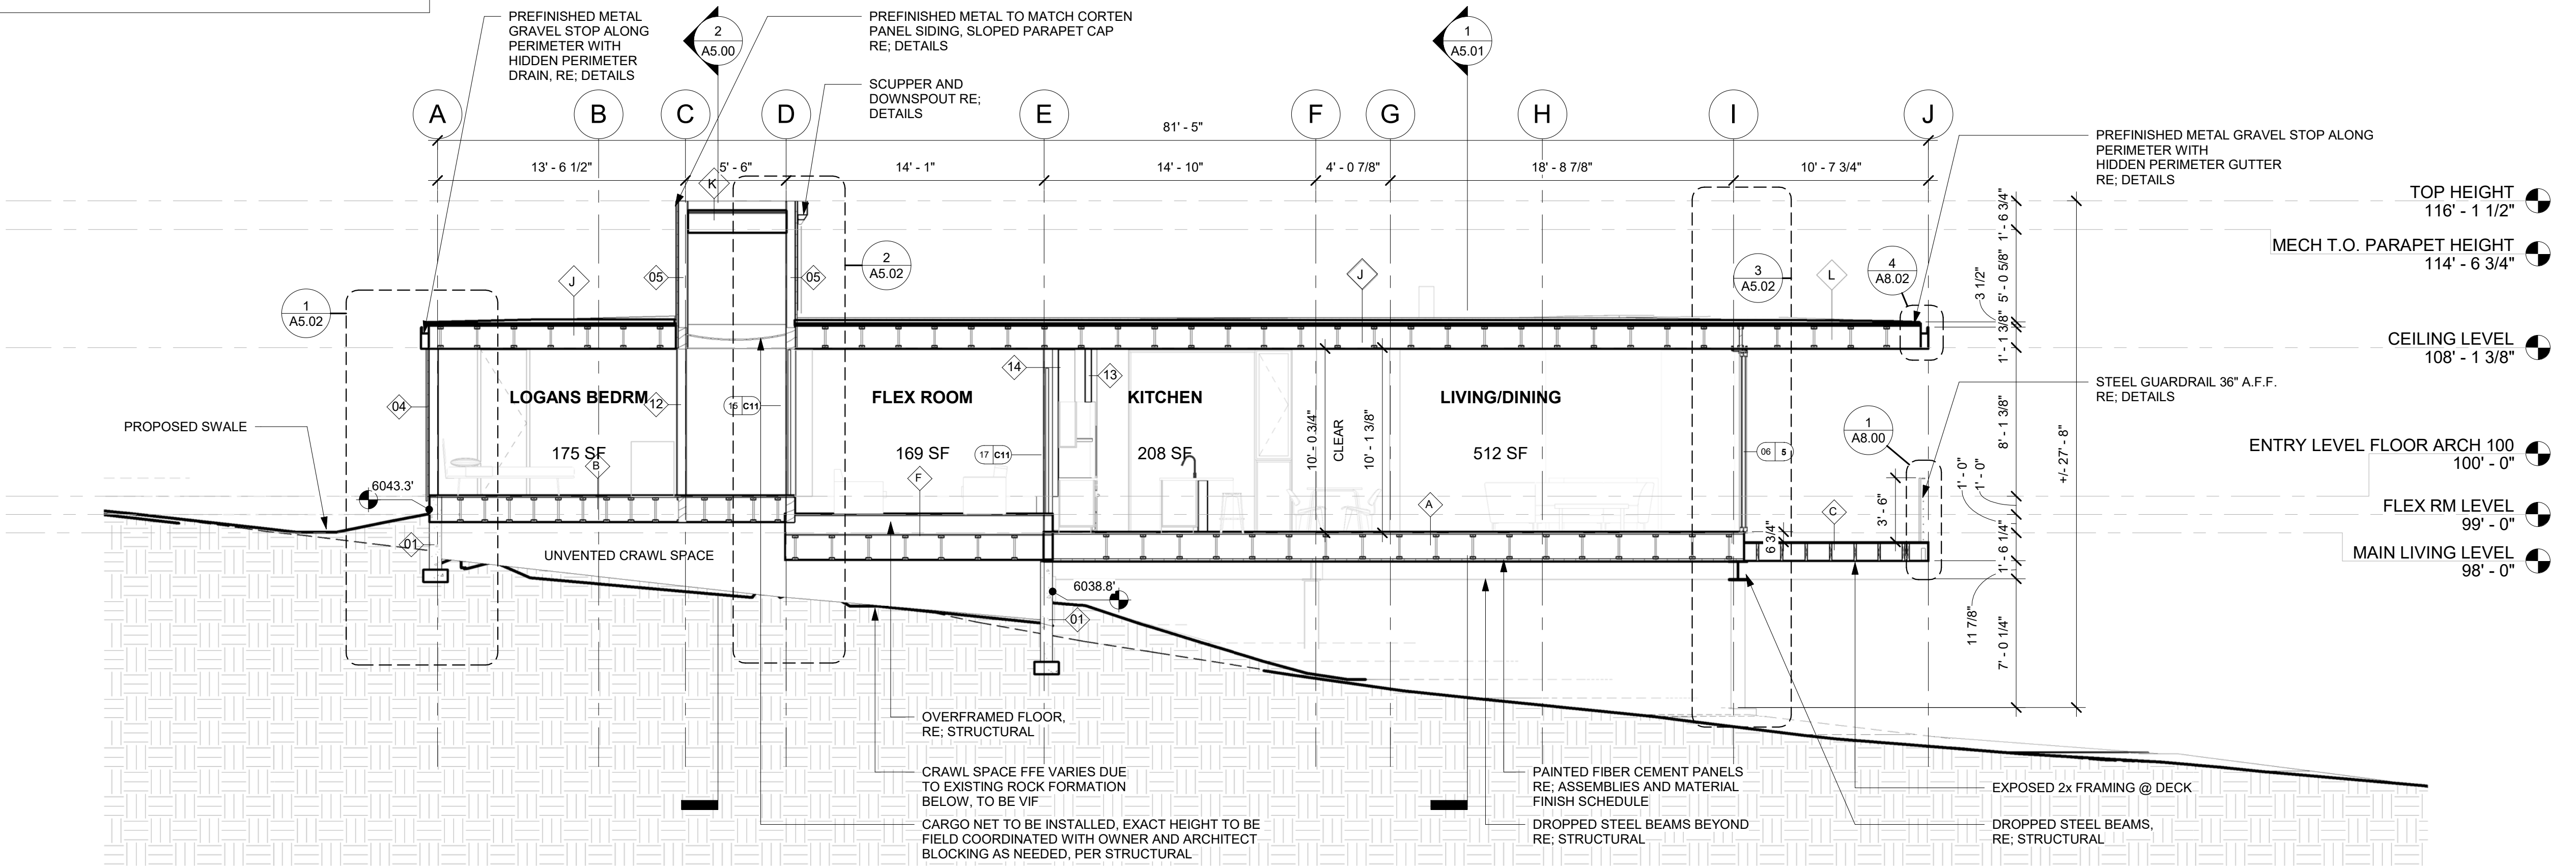 PREFINISHED METAL
GRAVEL STOP ALONG
PERIMETER WITH
HIDDEN PERIMETER
DRAIN, RE; DETAILS
2
A5.00
PREFINISHED METAL TO MATCH CORTEN
PANEL SIDING, SLOPED PARAPET CAP
RE; DETAILS
SCUPPER AND
DOWNSPOUT RE;
DETAILS
1
A5.01
A
B
C
D
E
F
G
H
I
J
81' - 5"
13' - 6 1/2"
5' - 6"
14' - 1"
14' - 10"
4' - 0 7/8"
18' - 8 7/8"
10' - 7 3/4"
PREFINISHED METAL GRAVEL STOP ALONG
PERIMETER WITH
HIDDEN PERIMETER GUTTER
RE; DETAILS
K
TOP HEIGHT
116' - 1 1/2"
MECH T.O. PARAPET HEIGHT
114' - 6 3/4"
CEILING LEVEL
108' - 1 3/8"
ENTRY LEVEL FLOOR ARCH 100
100' - 0"
FLEX RM LEVEL
99' - 0"
MAIN LIVING LEVEL
98' - 0"
1' - 6 3/4"
5' - 0 5/8"
3 1/2"
1' - 1 3/8"
8' - 1 3/8"
1' - 0"
1' - 0"
1' - 6 1/4"
11 7/8"
7' - 0 1/4"
+/- 27' - 8"
1
A5.02
J
05
05
2
A5.02
J
3
A5.02
L
4
A8.02
STEEL GUARDRAIL 36" A.F.F.
RE; DETAILS
1
A8.00
3' - 6"
04
LOGANS BEDRM
175 SF
B
12
15 C11
FLEX ROOM
169 SF
F
17 C11
14
13
KITCHEN
208 SF
10' - 0 3/4"
CLEAR
10' - 1 3/8"
LIVING/DINING
512 SF
A
06 5
6 3/4"
C
PROPOSED SWALE
6043.3'
01
UNVENTED CRAWL SPACE
6038.8'
01
OVERFRAMED FLOOR,
RE; STRUCTURAL
CRAWL SPACE FFE VARIES DUE
TO EXISTING ROCK FORMATION
BELOW, TO BE VIF
CARGO NET TO BE INSTALLED, EXACT HEIGHT TO BE
FIELD COORDINATED WITH OWNER AND ARCHITECT
BLOCKING AS NEEDED, PER STRUCTURAL
PAINTED FIBER CEMENT PANELS
RE; ASSEMBLIES AND MATERIAL
FINISH SCHEDULE
DROPPED STEEL BEAMS BEYOND
RE; STRUCTURAL
EXPOSED 2x FRAMING @ DECK
DROPPED STEEL BEAMS,
RE; STRUCTURAL